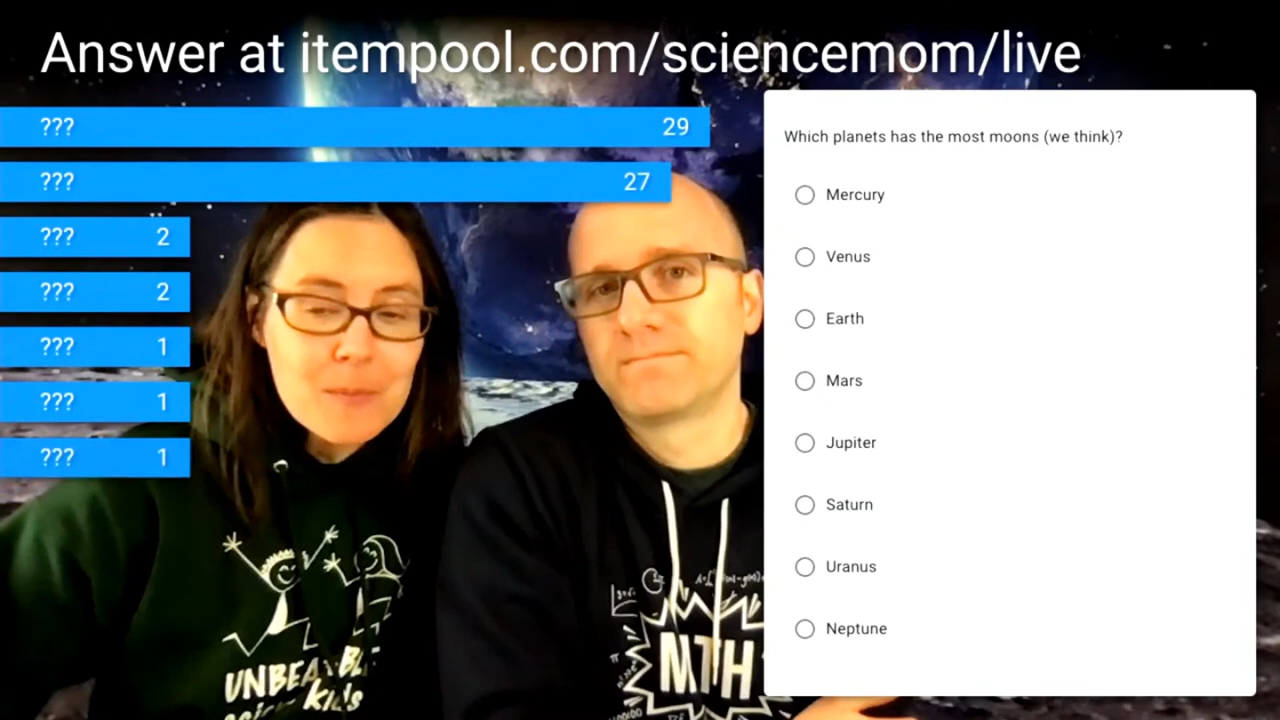 Answer at itempool.com/sciencemom/live
??? 29
??? 27
??? 2
??? 2
??? 1
??? 1
??? 1
Which planets has the most moons (we think)?
Mercury
Venus
Earth
Mars
Jupiter
Saturn
Uranus
Neptune
kids